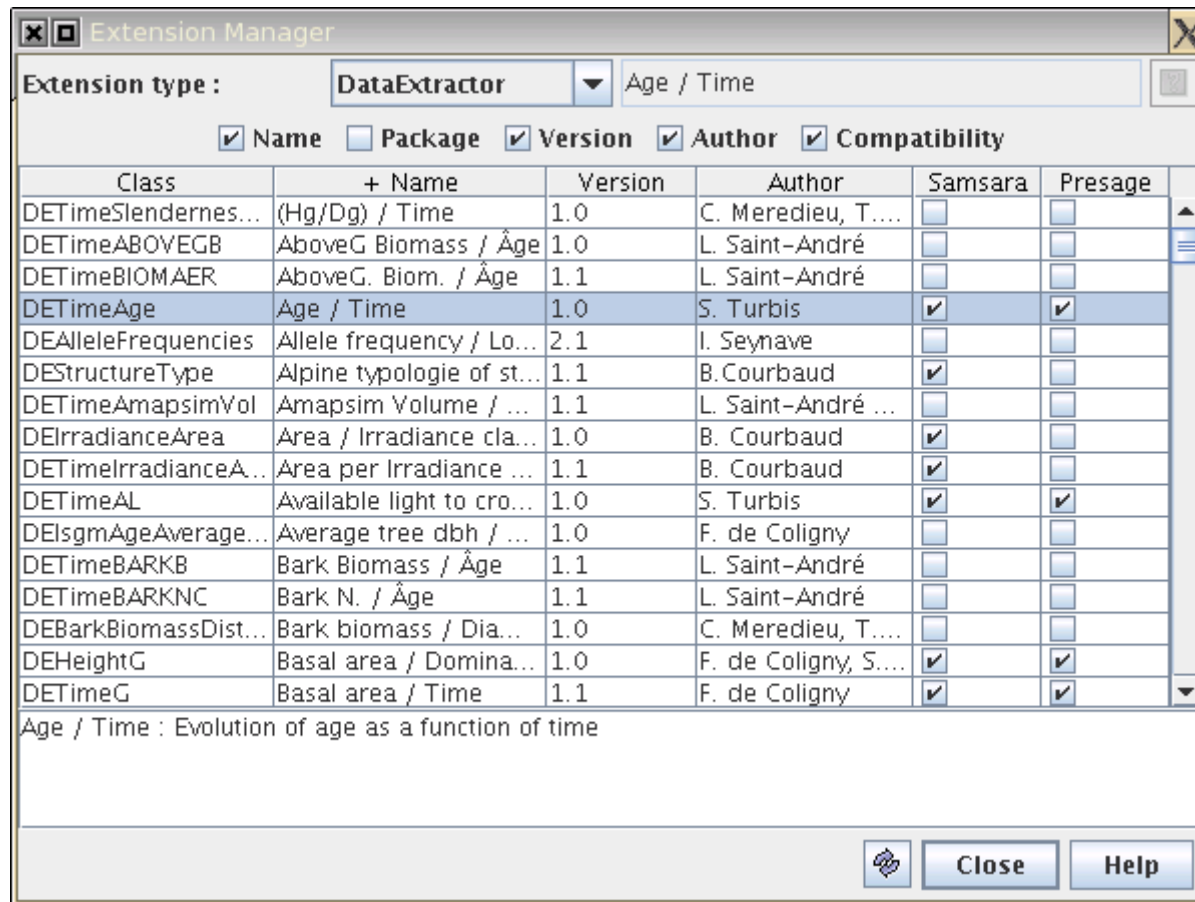 Extension Manager
Extension type : DataExtractor Age / Time
Name Package Version Author Compatibility
Class + Name Version Author Samsara Presage
DETimeSlendernes... (Hg/Dg) / Time 1.0 C. Meredieu, T....
DETimeABOVEGB AboveG Biomass / Âge 1.0 L. Saint-André
DETimeBIOMAER AboveG. Biom. / Âge 1.1 L. Saint-André
DETimeAge Age / Time 1.0 S. Turbis
DEAlleleFrequencies Allele frequency / Lo... 2.1 I. Seynave
DEStructureType Alpine typologie of st... 1.1 B.Courbaud
DETimeAmapsimVol Amapsim Volume / ... 1.1 L. Saint-André ...
DEIrradianceArea Area / Irradiance cla... 1.0 B. Courbaud
DETimeIrradianceA... Area per Irradiance ... 1.1 B. Courbaud
DETimeAL Available light to cro... 1.0 S. Turbis
DEIsgmAgeAverage... Average tree dbh / ... 1.0 F. de Coligny
DETimeBARKB Bark Biomass / Âge 1.1 L. Saint-André
DETimeBARKNC Bark N. / Âge 1.1 L. Saint-André
DEBarkBiomassDist... Bark biomass / Dia... 1.0 C. Meredieu, T....
DEHeightG Basal area / Domina... 1.0 F. de Coligny, S....
DETimeG Basal area / Time 1.1 F. de Coligny
Age / Time : Evolution of age as a function of time
Close Help